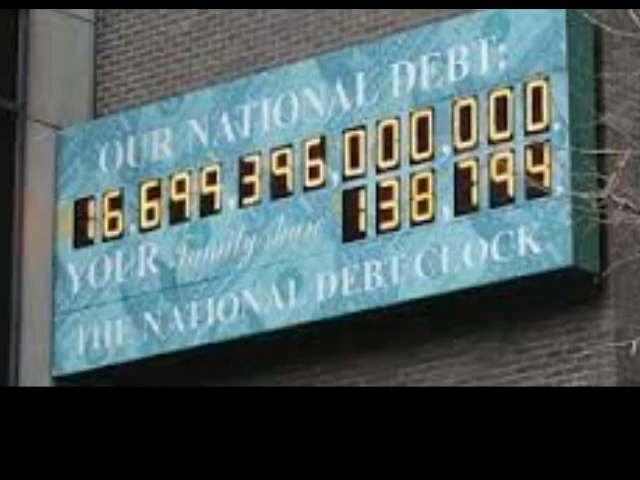 OUR NATIONAL DEBT:
16,699,396,000,000
YOUR Family share 138,794
THE NATIONAL DEBT CLOCK